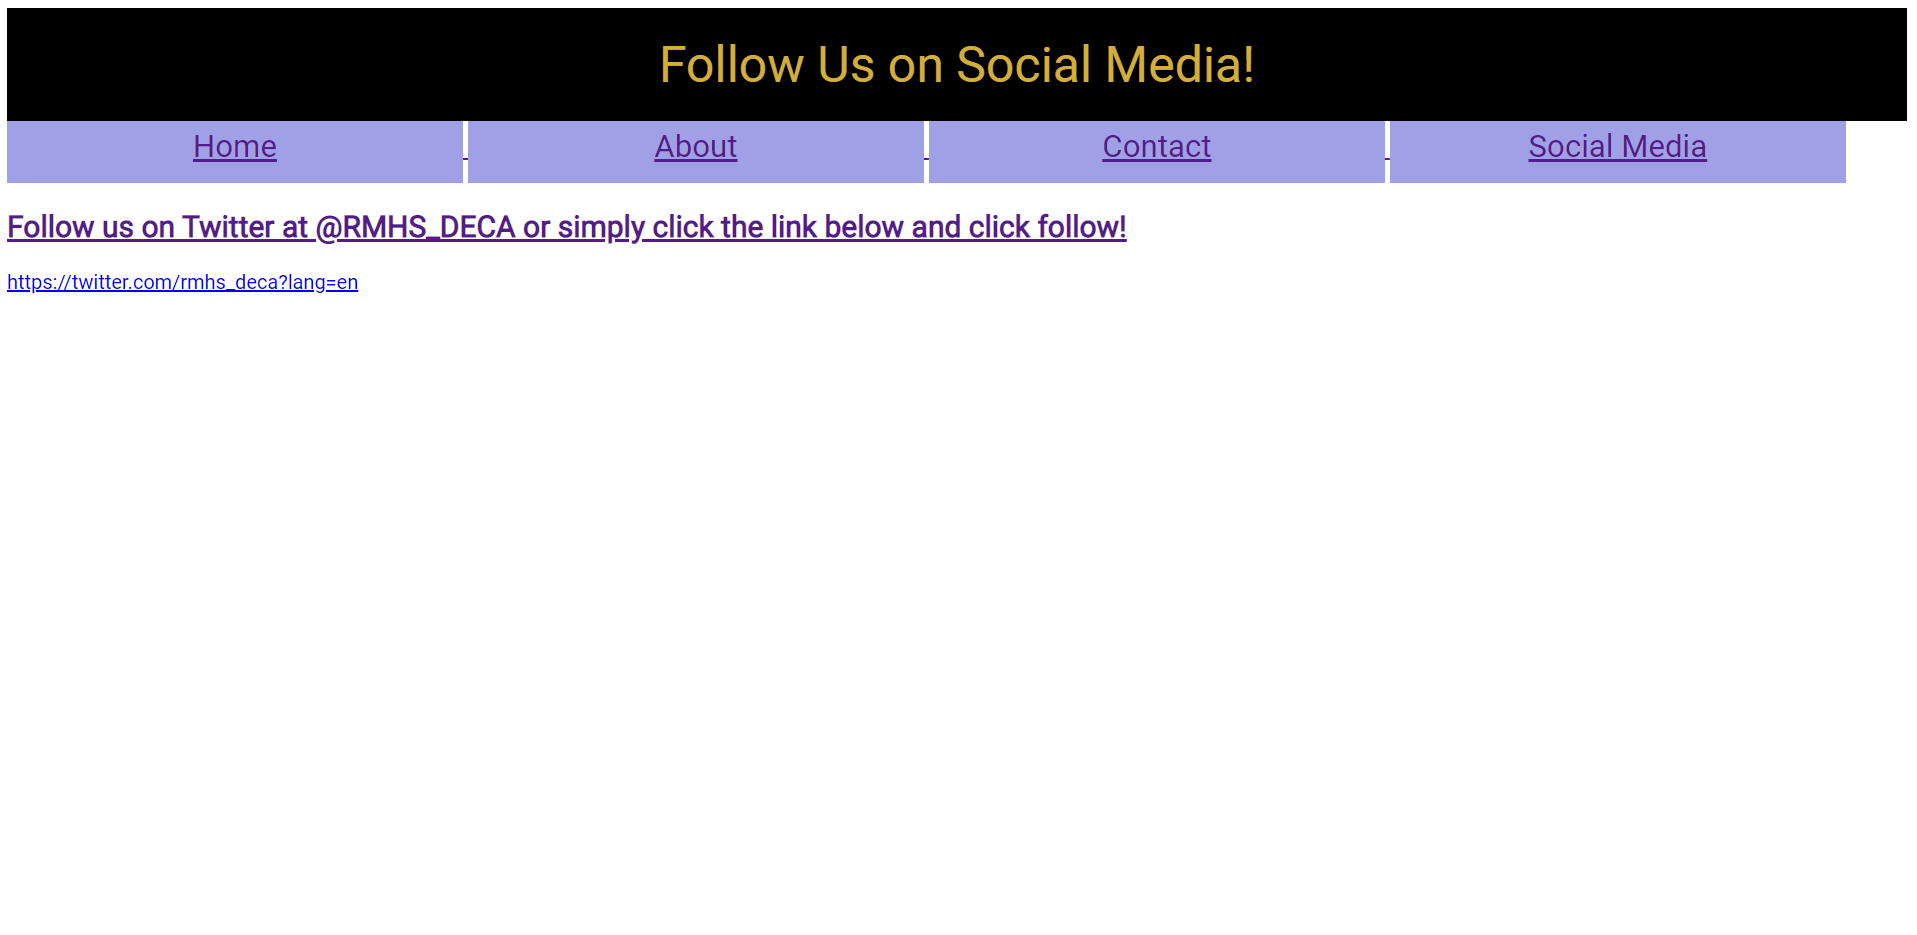 Follow Us on Social Media!
Home About Contact Social Media
Follow us on Twitter at @RMHS_DECA or simply click the link below and click follow!
https://twitter.com/rmhs_deca?lang=en